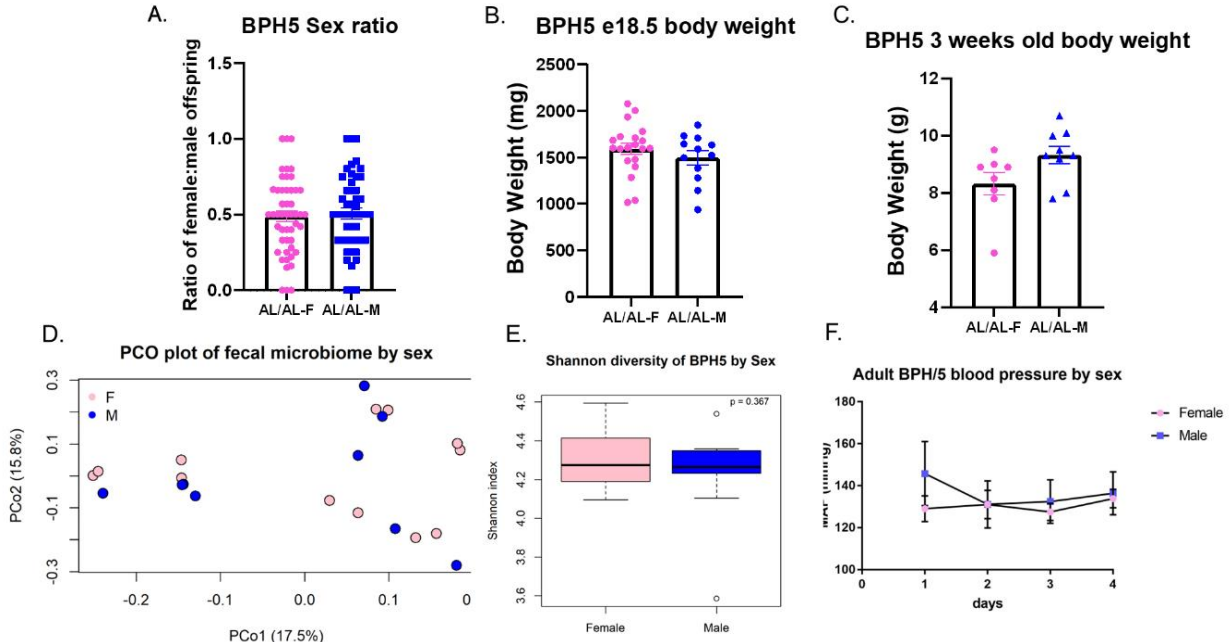 A.
BPH5 Sex ratio
Ratio of female:male offspring
1.5
1.0
0.5
0.0
AL/AL-F AL/AL-M
B.
BPH5 e18.5 body weight
Body Weight (mg)
2500
2000
1500
1000
500
0
AL/AL-F AL/AL-M
C.
BPH5 3 weeks old body weight
Body Weight (g)
12
10
8
6
4
AL/AL-F AL/AL-M
D.
PCO plot of fecal microbiome by sex
F
M
PCo2 (15.8%)
0.3
0.1
-0.1
-0.3
-0.2 -0.1 0.0 0.1 0
PCo1 (17.5%)
E.
Shannon diversity of BPH5 by Sex
p = 0.367
Shannon index
4.6
4.4
4.2
4.0
3.8
3.6
Female Male
F.
Adult BPH/5 blood pressure by sex
Female
Male
180
160
140
120
100
0 1 2 3 4
days